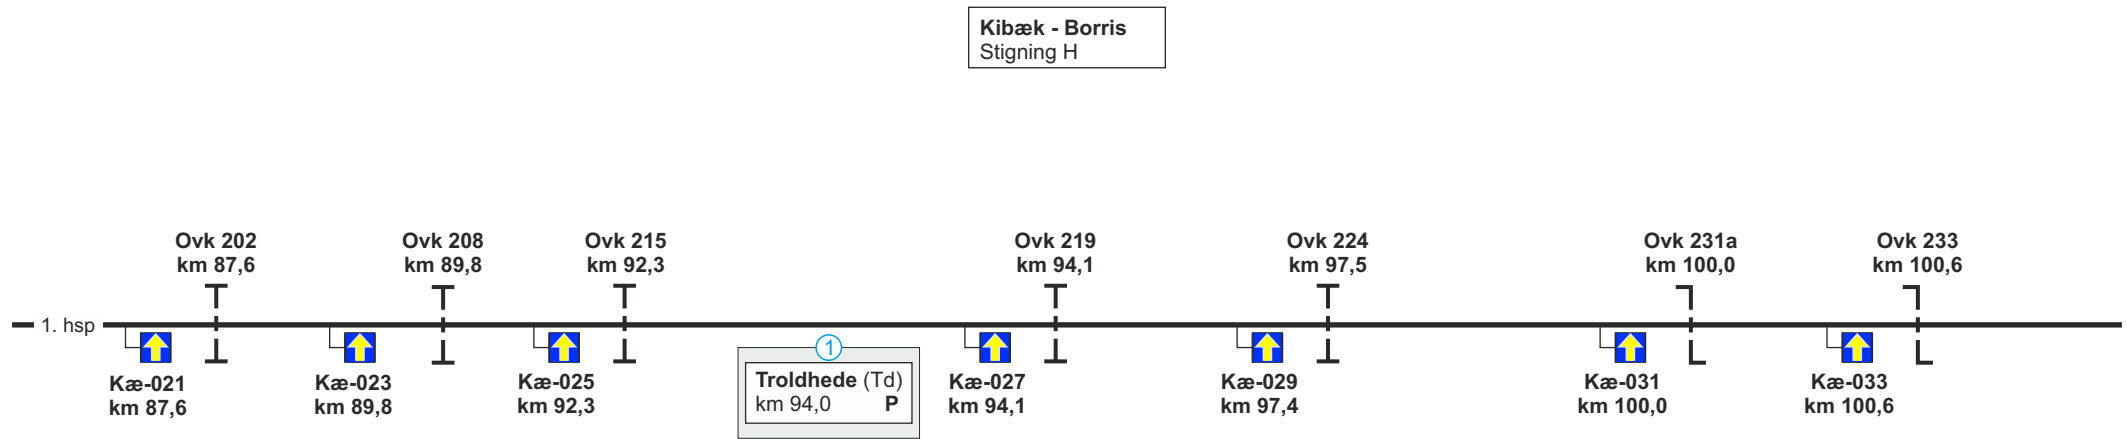 Kibæk - Borris
Stigning H
Ovk 202
km 87,6
Ovk 208
km 89,8
Ovk 215
km 92,3
Ovk 219
km 94,1
Ovk 224
km 97,5
Ovk 231a
km 100,0
Ovk 233
km 100,6
1. hsp
Kæ-021
km 87,6
Kæ-023
km 89,8
Kæ-025
km 92,3
1
Troldhede (Td)
km 94,0 P
Kæ-027
km 94,1
Kæ-029
km 97,4
Kæ-031
km 100,0
Kæ-033
km 100,6